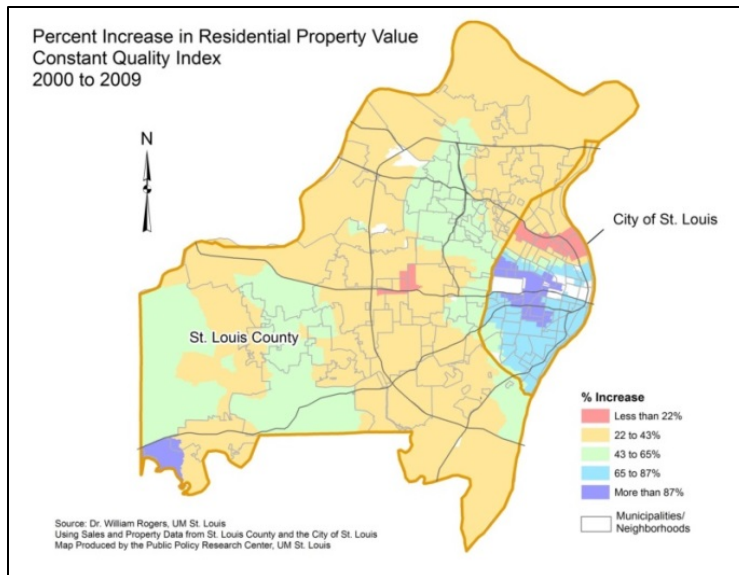 Percent Increase in Residential Property Value
Constant Quality Index
2000 to 2009
N
City of St. Louis
St. Louis County
% Increase
Less than 22%
22 to 43%
43 to 65%
65 to 87%
More than 87%
Municipalities/
Neighborhoods
Source: Dr. William Rogers, UM St. Louis
Using Sales and Property Data from St. Louis County and the City of St. Louis
Map Produced by the Public Policy Research Center, UM St. Louis